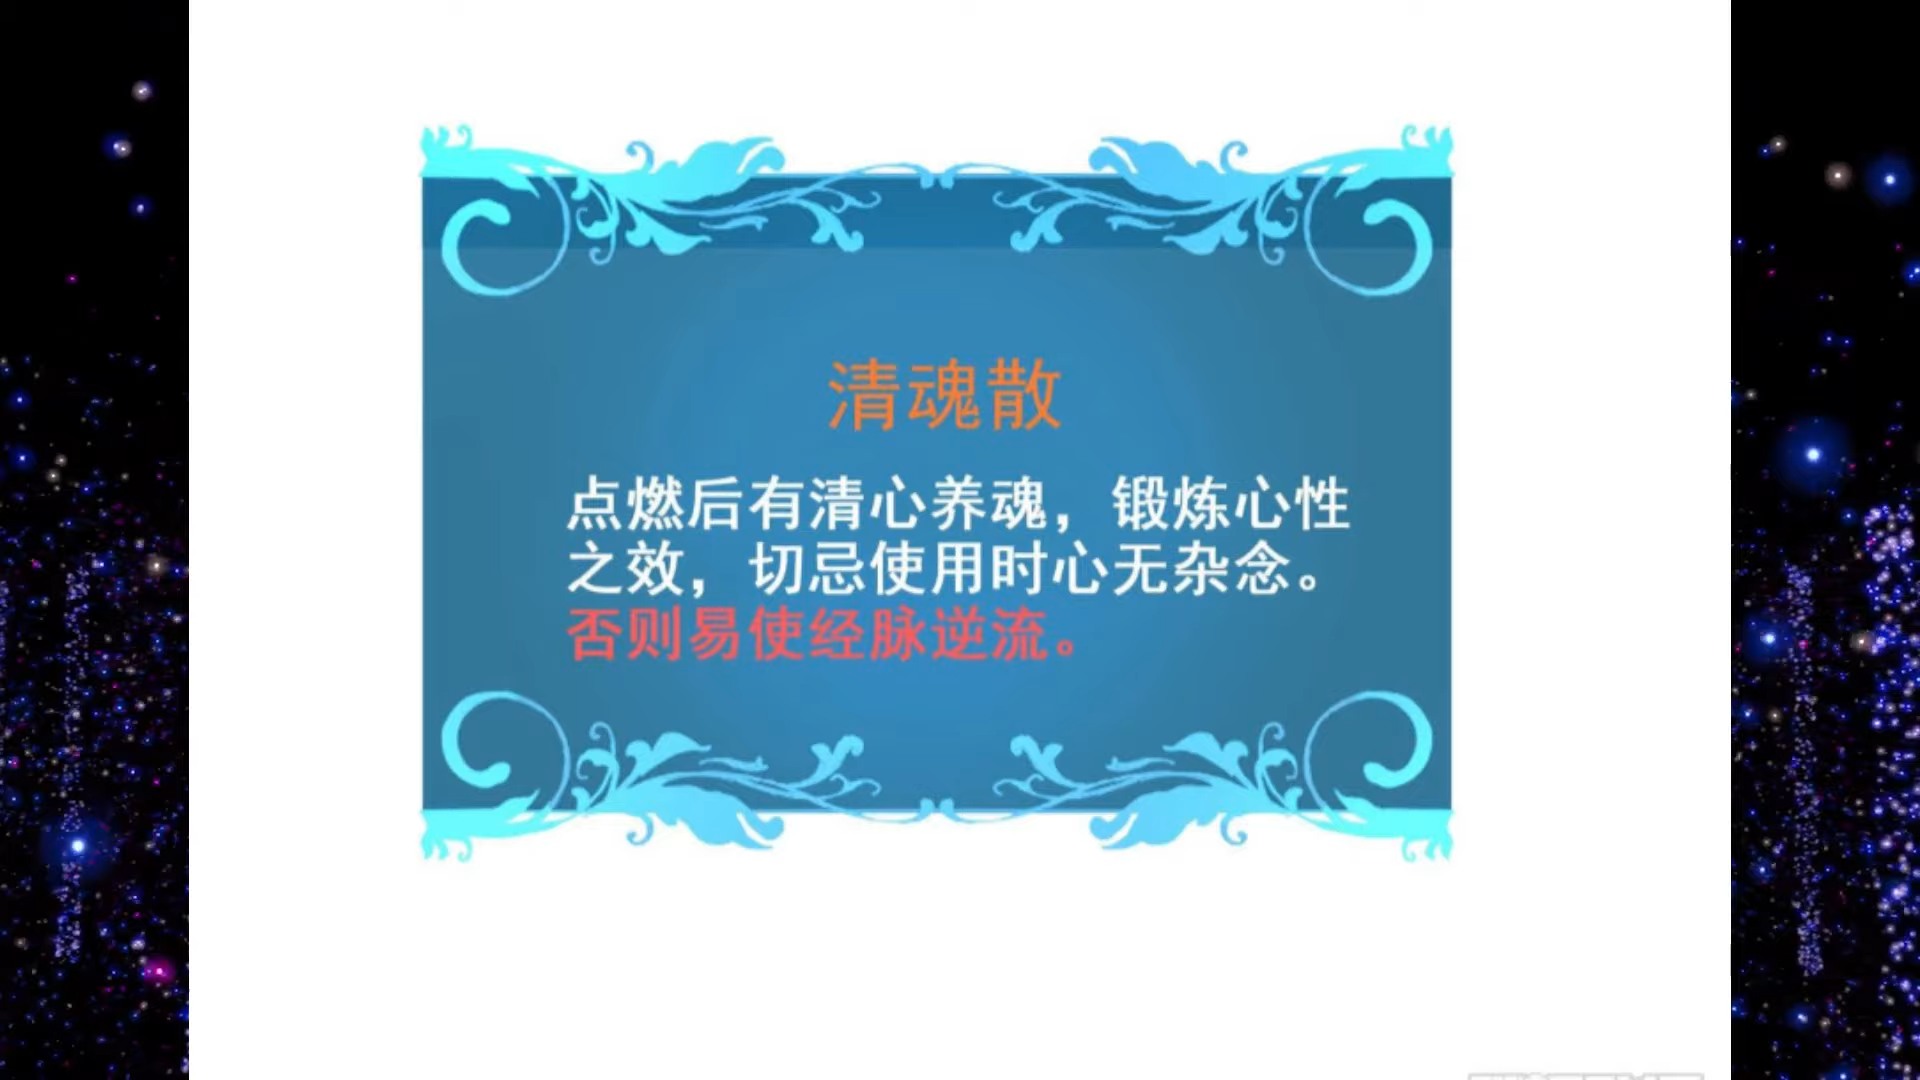 清魂散
点燃后有清心养魂，锻炼心性
之效，切忌使用时心无杂念。
否则易使经脉逆流。